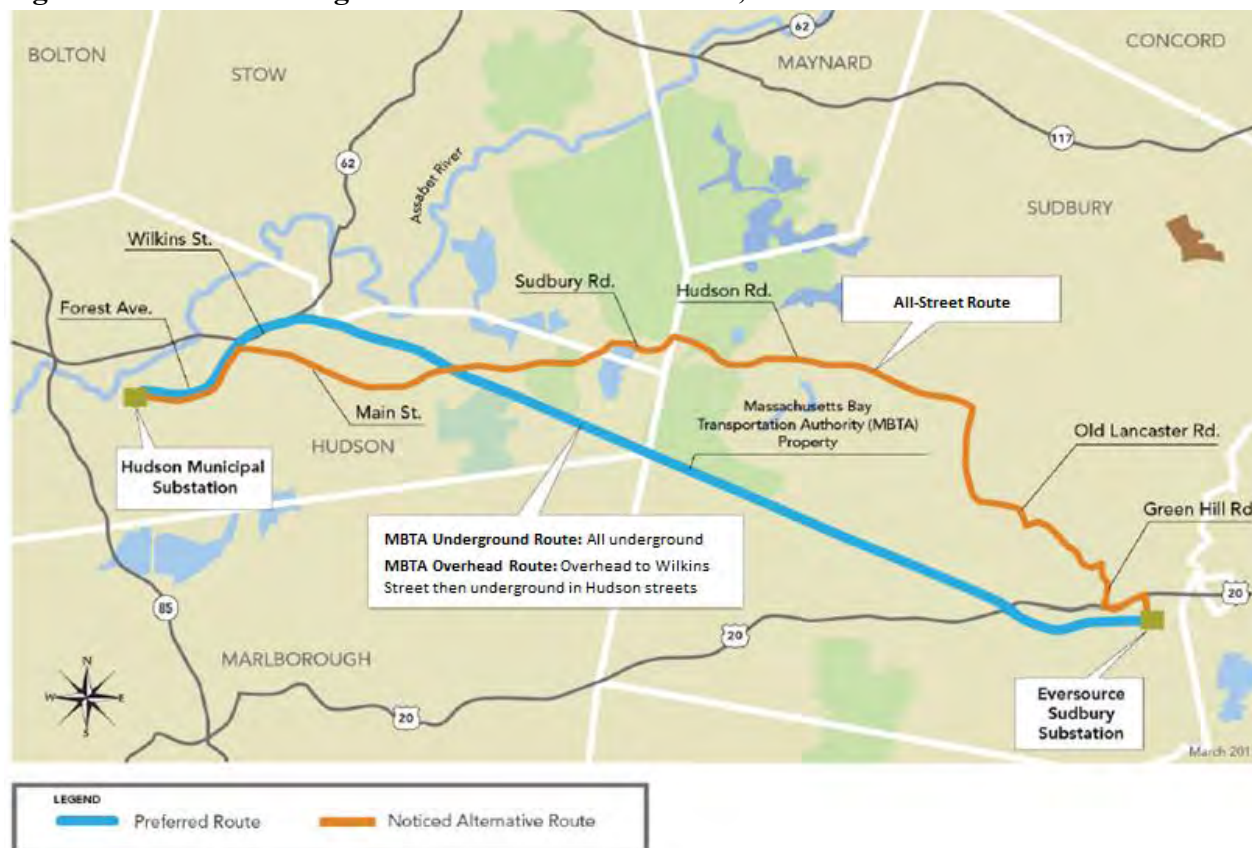 BOLTON
STOW
62
MAYNARD
CONCORD
117
62
Assabet River
SUDBURY
Wilkins St.
Sudbury Rd.
Hudson Rd.
All-Street Route
Forest Ave.
Main St.
Massachusetts Bay
Transportation Authority (MBTA)
Property
Old Lancaster Rd.
HUDSON
Hudson Municipal
Substation
Green Hill Rd
MBTA Underground Route: All underground
MBTA Overhead Route: Overhead to Wilkins
Street then underground in Hudson streets
20
85
20
MARLBOROUGH
N
W E
S
20
Eversource
Sudbury
Substation
March 201
LEGEND
Preferred Route
Noticed Alternative Route